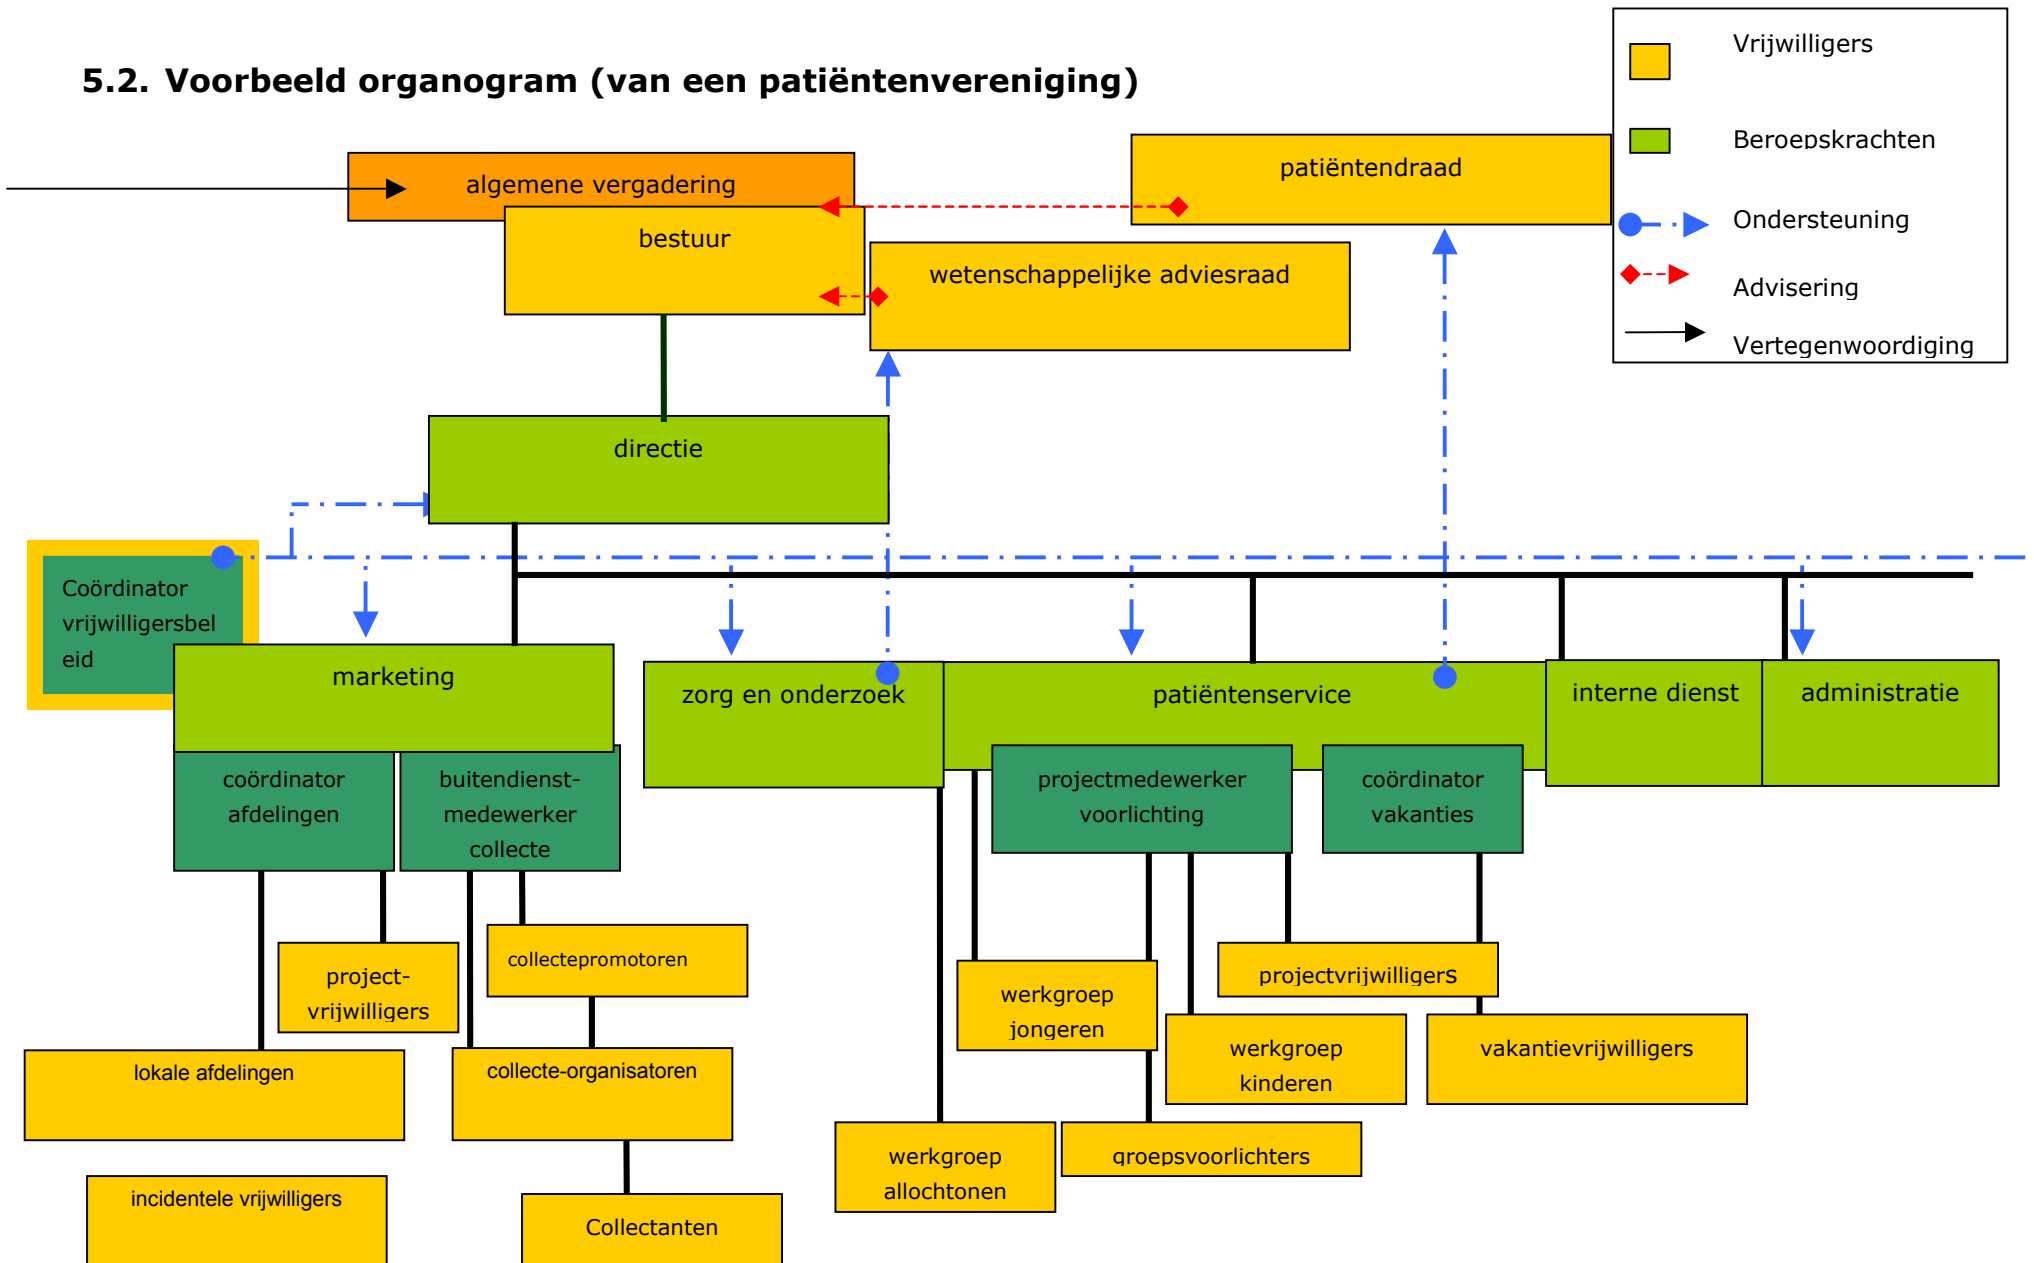 5.2. Voorbeeld organogram (van een patiëntenvereniging)
Vrijwilligers
Beroepskrachten
Ondersteuning
Advisering
Vertegenwoordiging
algemene vergadering
patiëntendraad
bestuur
wetenschappelijke adviesraad
directie
Coördinator
vrijwilligersbel
eid
marketing
zorg en onderzoek
patiëntenservice
interne dienst
administratie
coördinator
afdelingen
buitendienst-
medewerker
collecte
projectmedewerker
voorlichting
coördinator
vakanties
project-
vrijwilligers
collectepromotoren
werkgroep
jongeren
projectvrijwilligers
lokale afdelingen
collecte-organisatoren
werkgroep
kinderen
vakantievrijwilligers
incidentele vrijwilligers
Collectanten
werkgroep
allochtonen
groepsvoorlichters